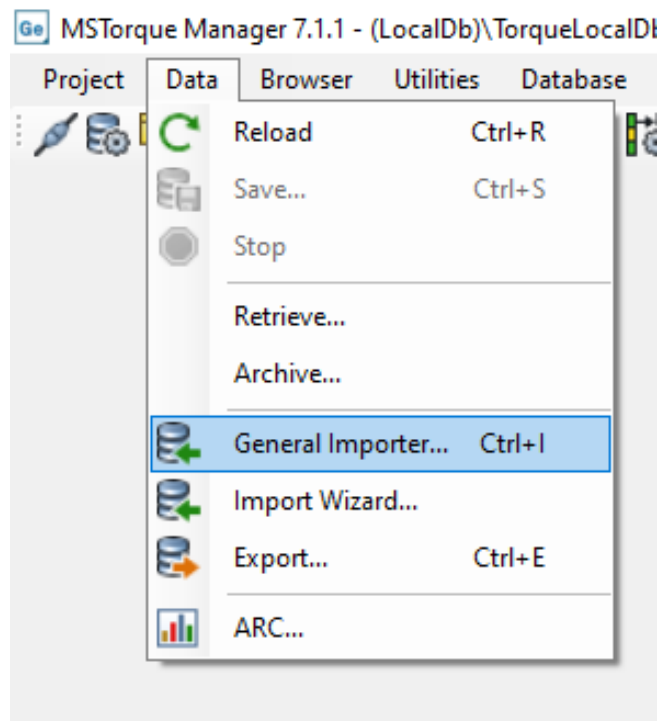 Ge MSTorque Manager 7.1.1 - (LocalDb)\TorqueLocalDb
Project Data Browser Utilities Database
Reload Ctrl+R
Save... Ctrl+S
Stop
Retrieve...
Archive...
General Importer... Ctrl+I
Import Wizard...
Export... Ctrl+E
ARC...